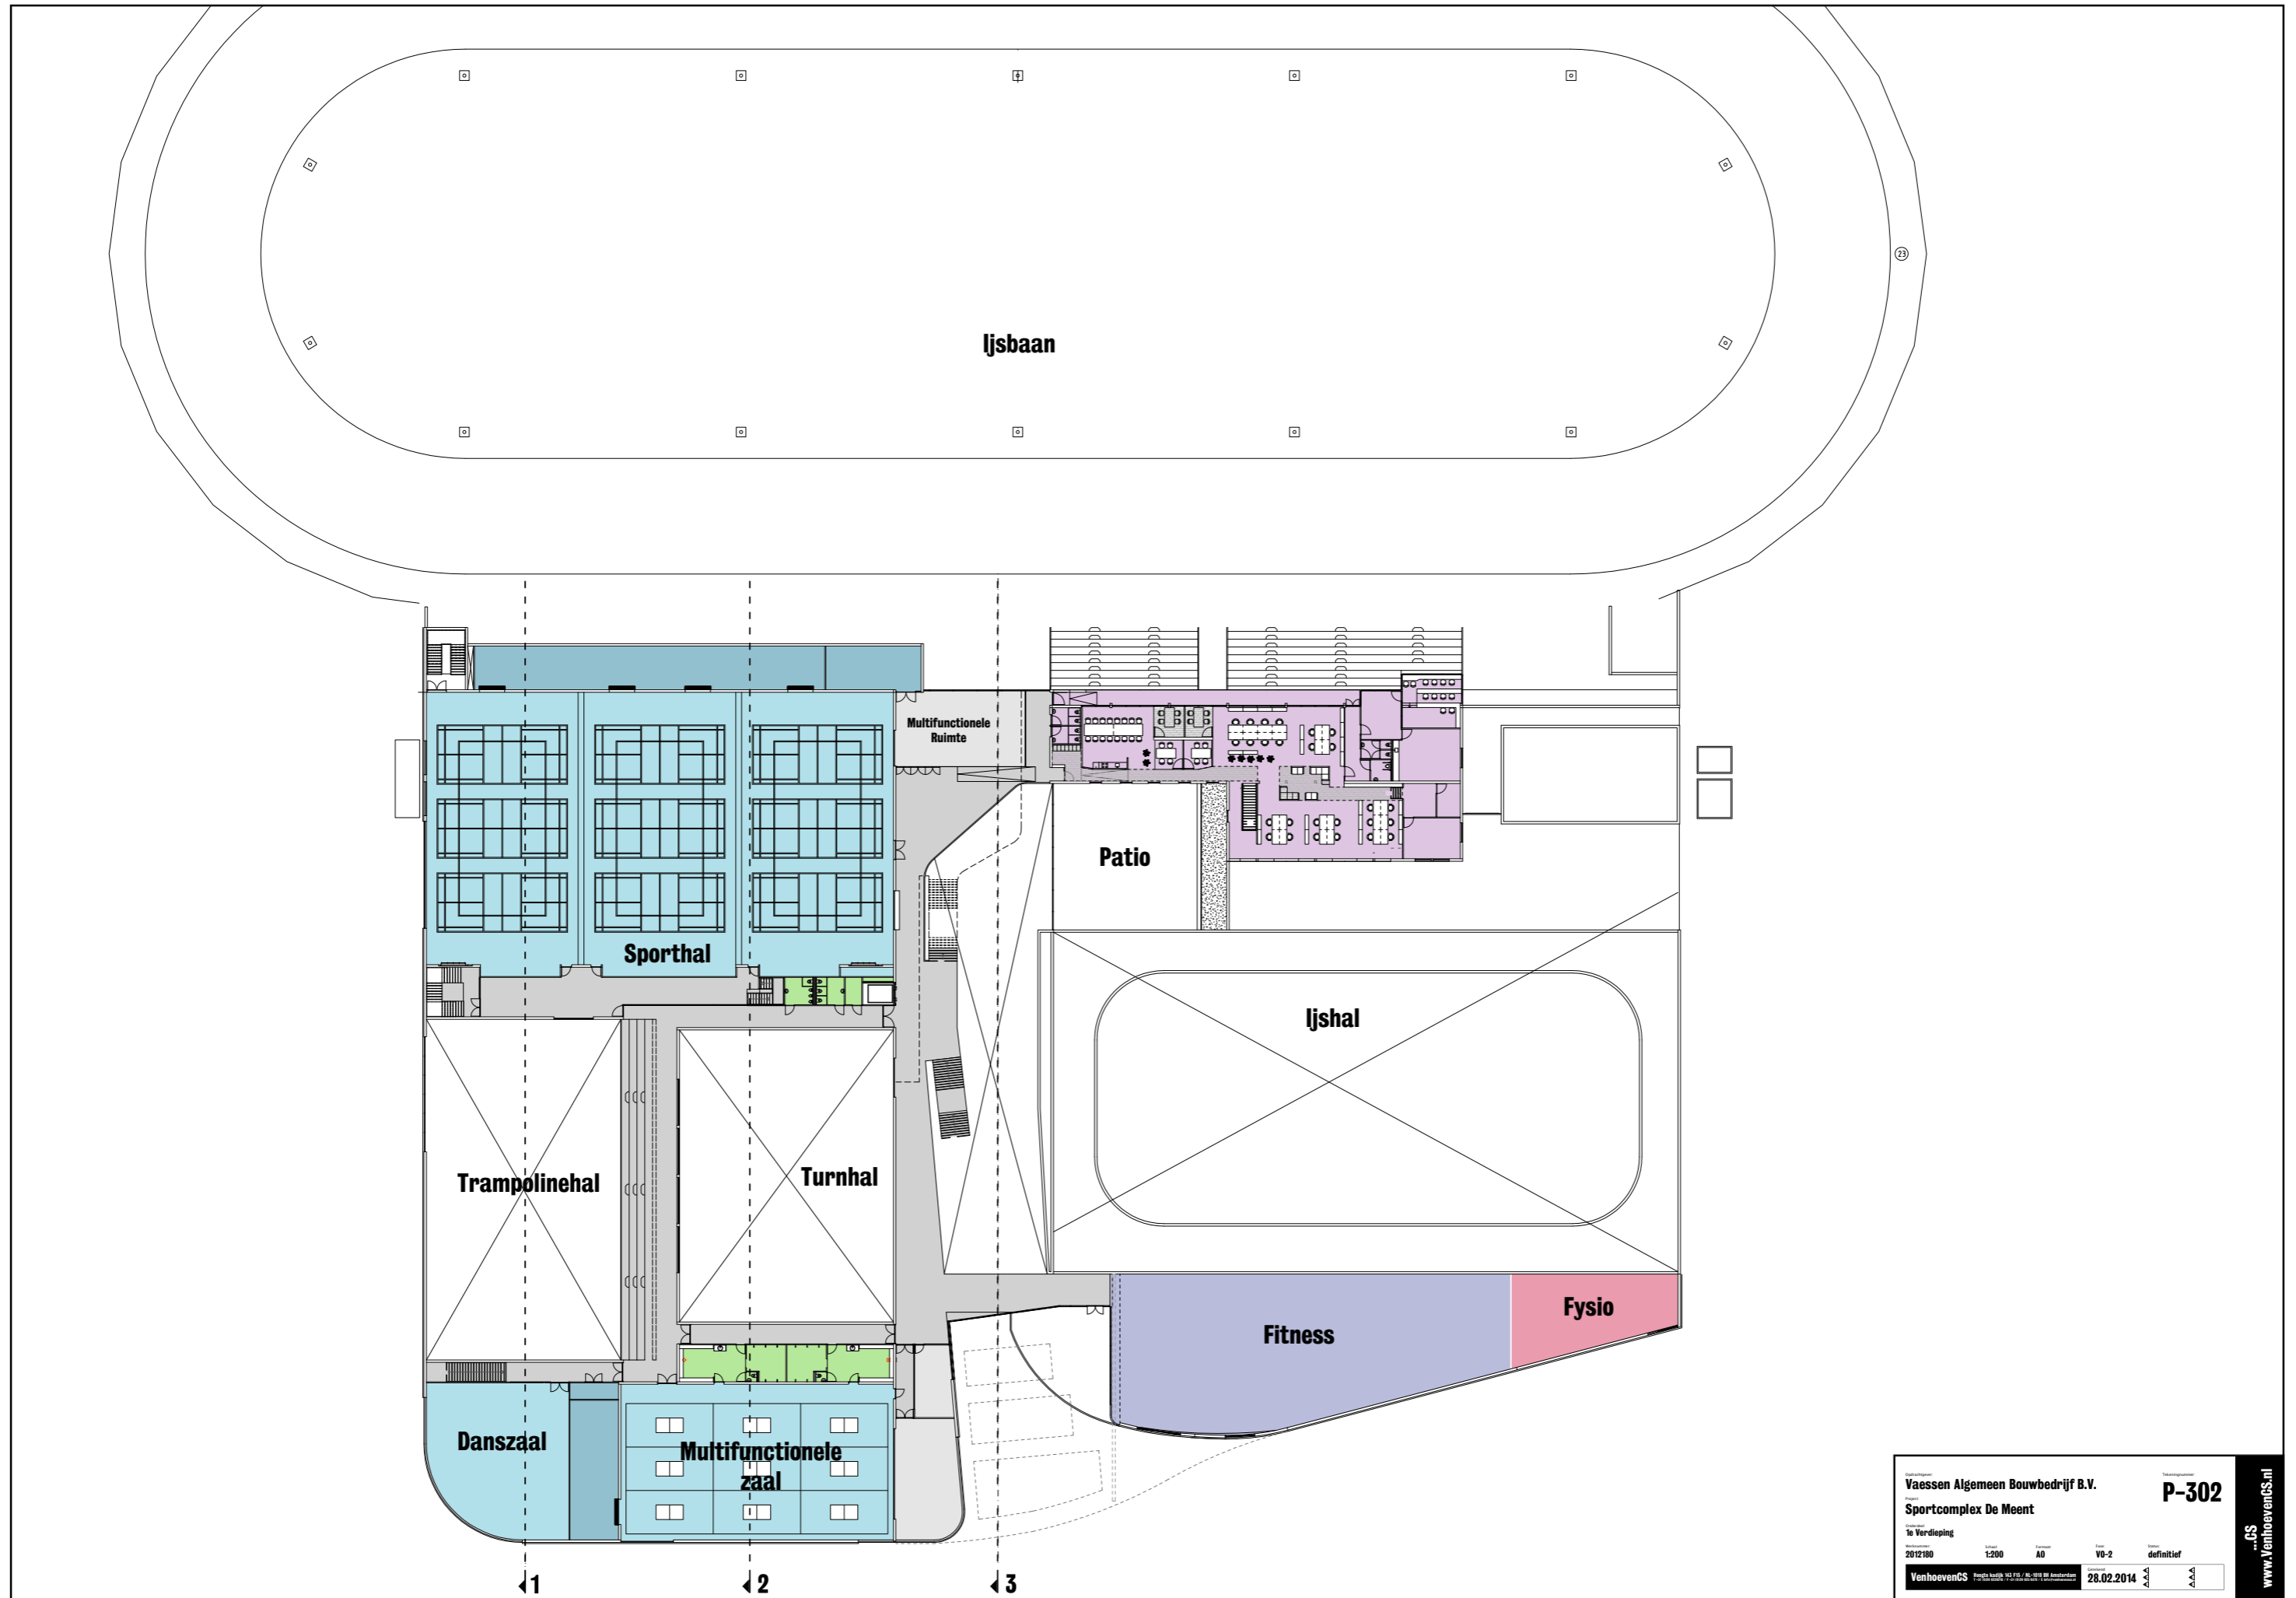 23
Ijsbaan
Multifunctionele
Ruimte
Patio
Sporthal
Ijshal
Trampolinehal
Turnhal
Fysio
Fitness
Danszaal
Multifunctionele
zaal
1
2
3
Vaessen Algemeen Bouwbedrijf B.V.
P-302
Sportcomplex De Meent
1e Verdieping
2012180
1:200
A0
VO-2
definitief
VenhoevenCS
28.02.2014
...CS
www.VenhoevenCS.nl